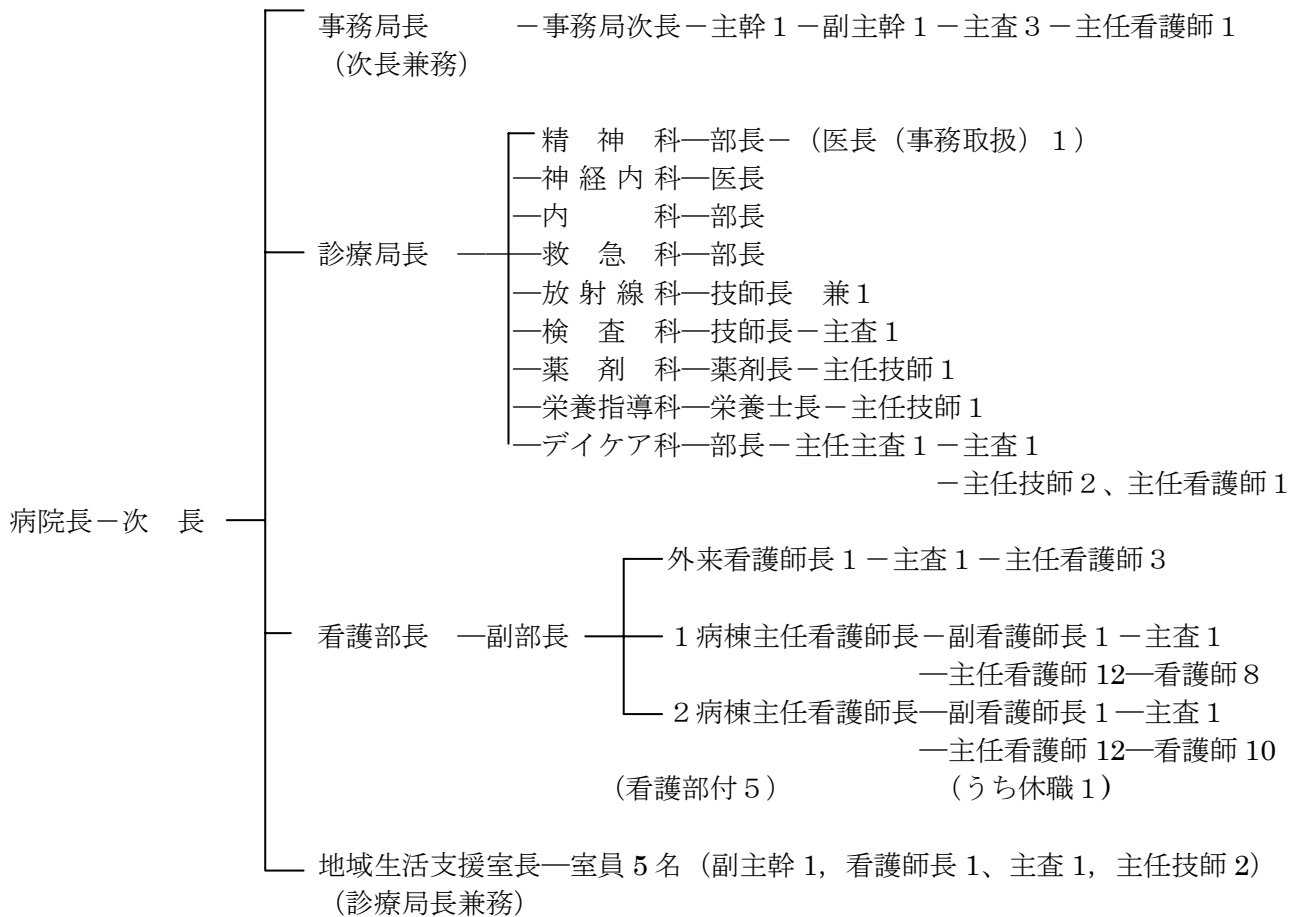 事務局長　　－事務局次長－主幹１－副主幹１－主査３－主任看護師１
（次長兼務）
精　神　科―部長－（医長（事務取扱）１）
―神 経 内 科―医長
―内　　　科―部長
診療局長　――救　急　科―部長
―放 射 線 科―技師長　兼１
―検　査　科―技師長－主査１
―薬　剤　科―薬剤長－主任技師１
―栄養指導科―栄養士長－主任技師１
―デイケア科―部長－主任主査１－主査１
－主任技師２、主任看護師１
病院長－次　長
外来看護師長１－主査１－主任看護師３
看護部長　―副部長　１病棟主任看護師長－副看護師長１－主査１
―主任看護師 12―看護師８
２病棟主任看護師長―副看護師長１―主査１
―主任看護師 12―看護師 10
（看護部付５）　（うち休職１）
地域生活支援室長―室員 5 名（副主幹 1，看護師長 1、主査 1，主任技師 2）
（診療局長兼務）